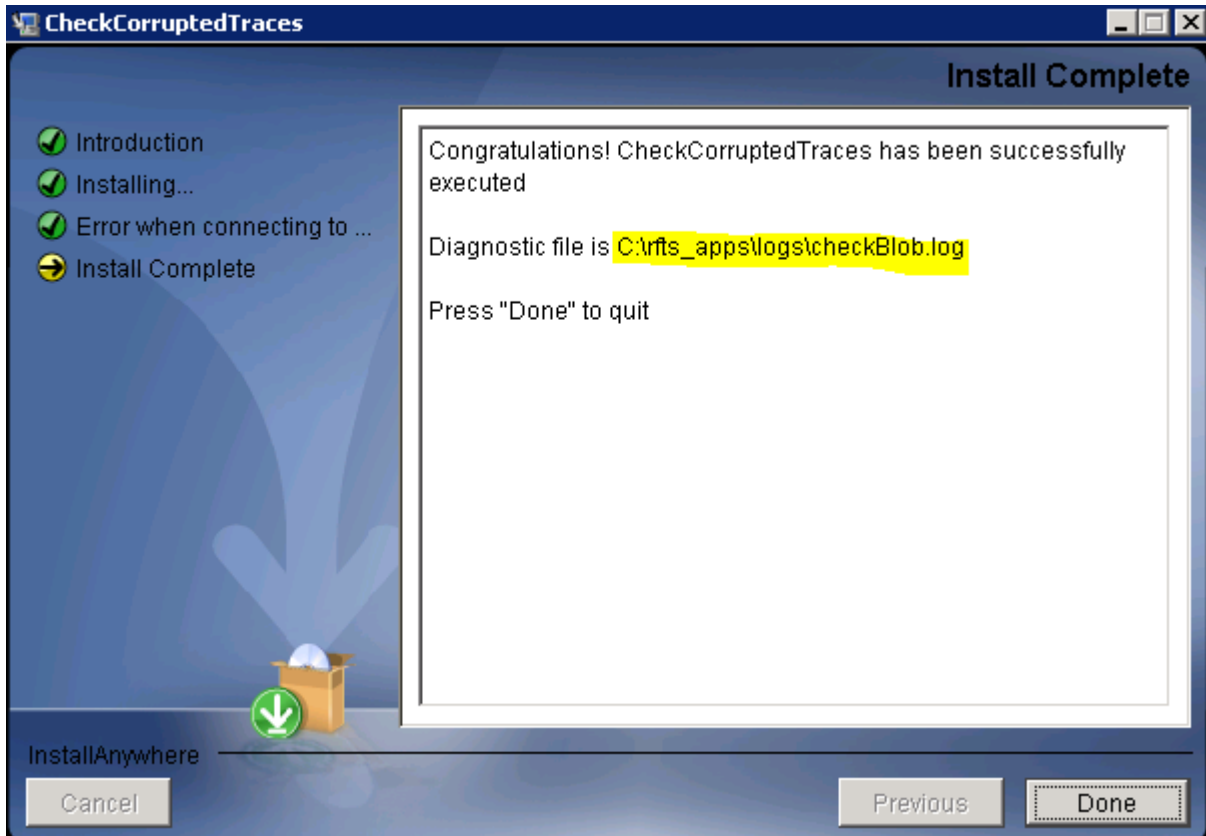 CheckCorruptedTraces
Install Complete
Introduction
Installing...
Error when connecting to ...
Install Complete
Congratulations! CheckCorruptedTraces has been successfully
executed
Diagnostic file is C:\rfts_apps\logs\checkBlob.log
Press "Done" to quit
InstallAnywhere
Cancel
Previous
Done